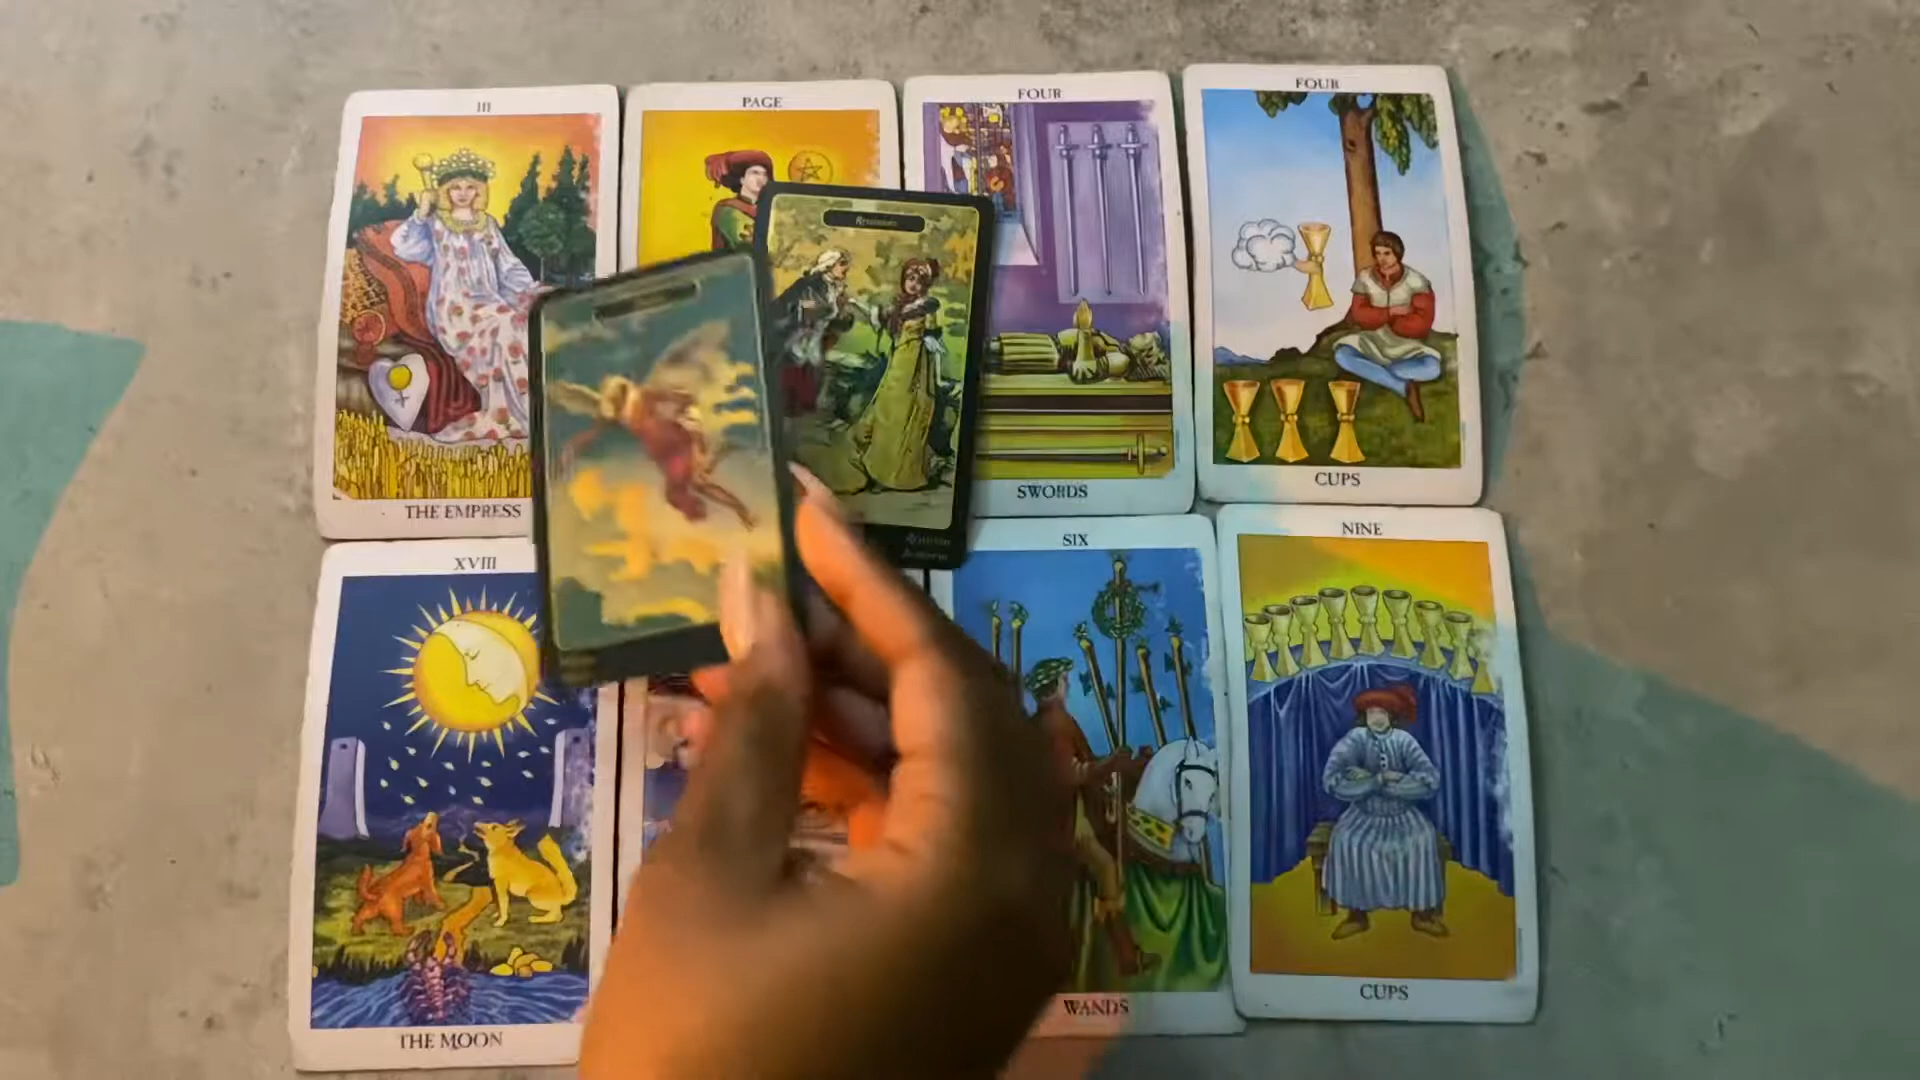 III
PAGE
FOUR
FOUR
THE EMPRESS
SWORDS
CUPS
XVIII
SIX
NINE
THE MOON
WANDS
CUPS